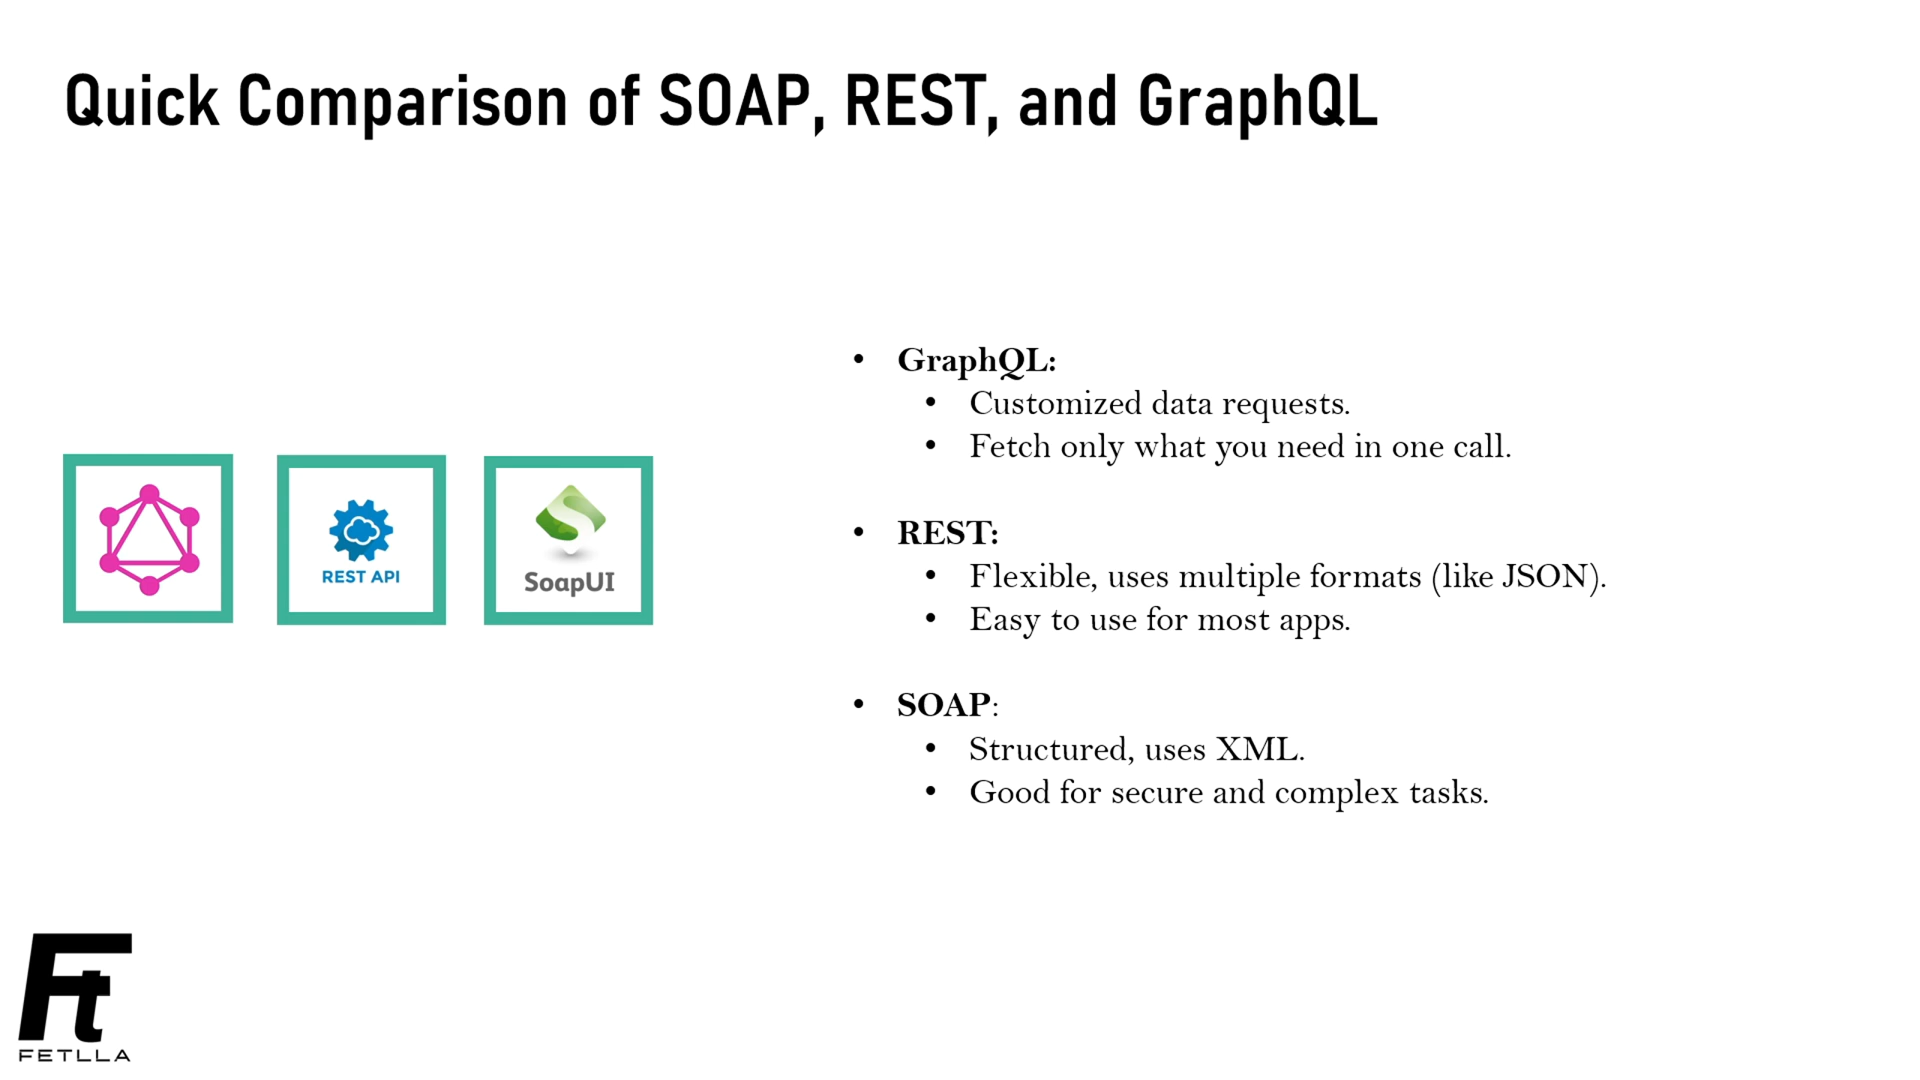 Quick Comparison of SOAP, REST, and GraphQL
REST API
SoapUI
• GraphQL:
• Customized data requests.
• Fetch only what you need in one call.
• REST:
• Flexible, uses multiple formats (like JSON).
• Easy to use for most apps.
• SOAP:
• Structured, uses XML.
• Good for secure and complex tasks.
Ft
FETLLA